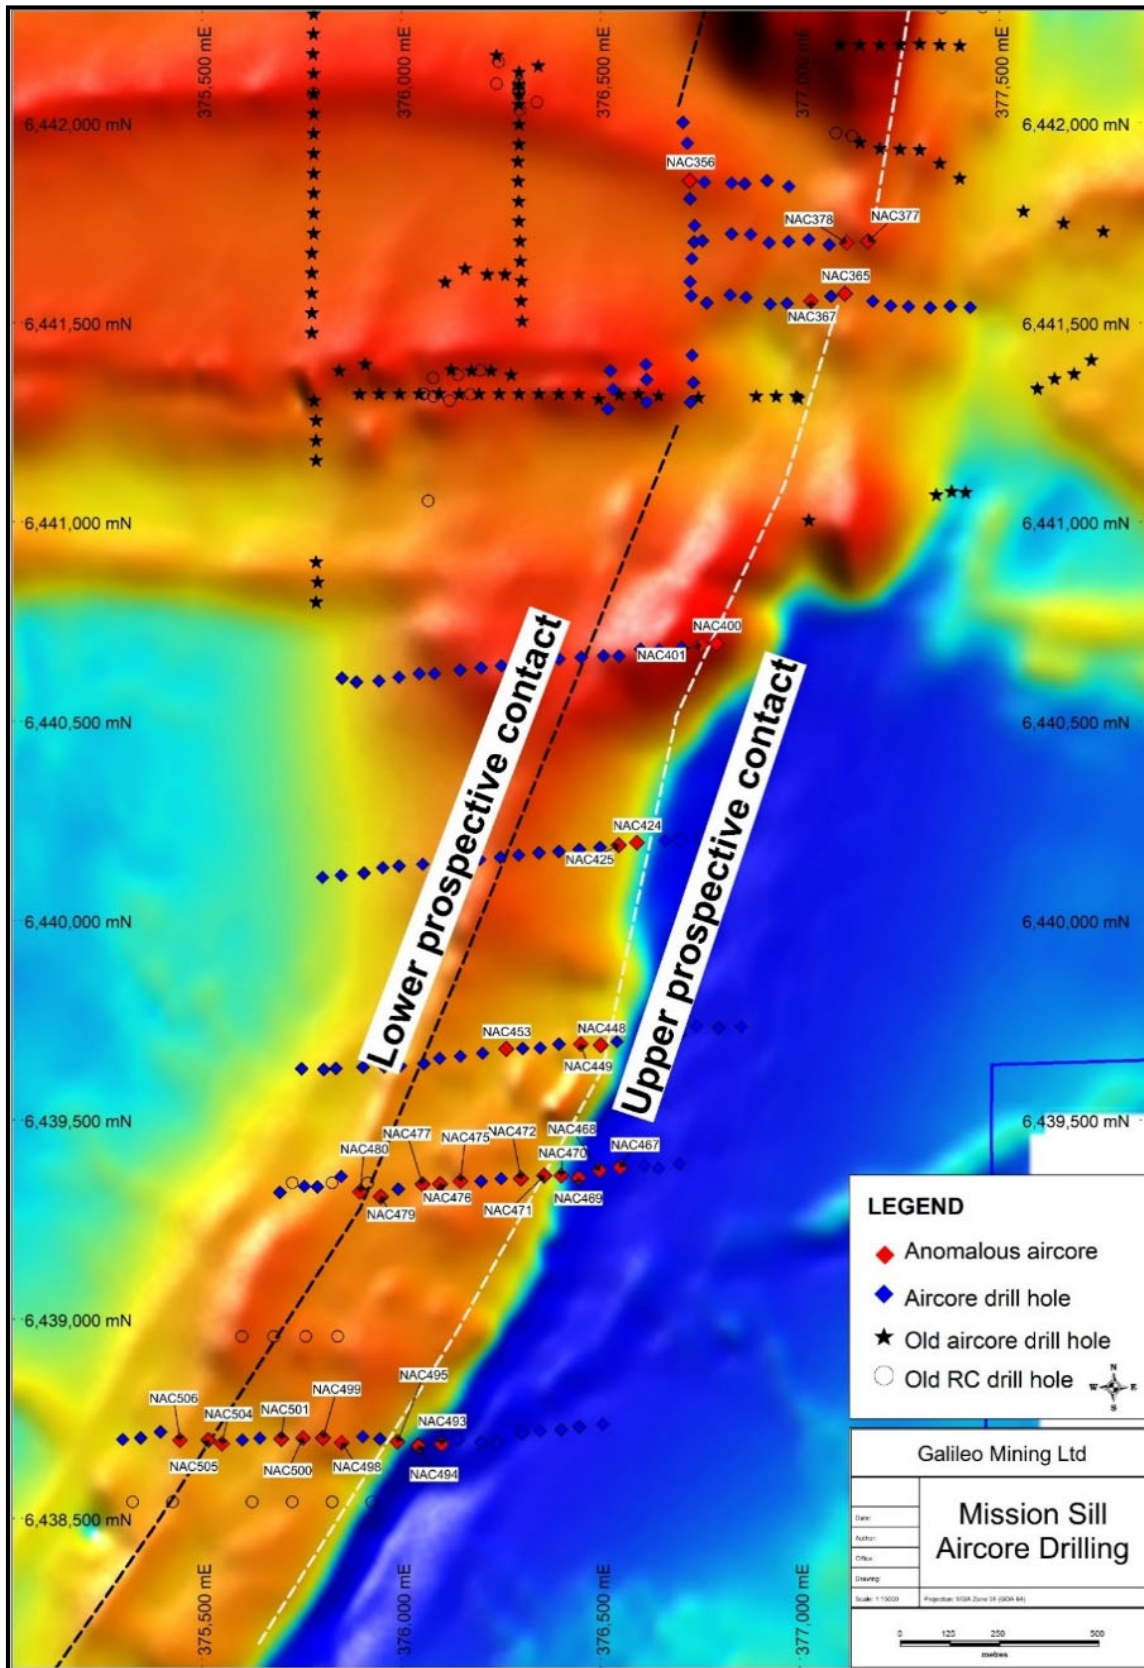 375,500 mE
376,000 mE
376,500 mE
377,000 mE
377,500 mE
6,442,000 mN
6,442,000 mN
NAC356
NAC378
NAC377
NAC365
NAC367
6,441,500 mN
6,441,500 mN
6,441,000 mN
6,441,000 mN
NAC400
NAC401
Lower prospective contact
Upper prospective contact
6,440,500 mN
6,440,500 mN
NAC424
NAC425
6,440,000 mN
6,440,000 mN
NAC453
NAC448
NAC449
6,439,500 mN
6,439,500 mN
NAC477
NAC475
NAC472
NAC468
NAC480
NAC470
NAC467
NAC476
NAC469
NAC479
NAC471
LEGEND
Anomalous aircore
Aircore drill hole
Old aircore drill hole
Old RC drill hole
N
W E
S
6,439,000 mN
NAC495
NAC499
NAC501
NAC506
NAC504
NAC493
NAC505
NAC500
NAC498
NAC494
6,438,500 mN
Galileo Mining Ltd
Mission Sill
Aircore Drilling
Date:
Author:
Office:
Drawing:
Scale: 1:15000
0 125 250 500
metres
375,500 mE
376,000 mE
376,500 mE
377,000 mE